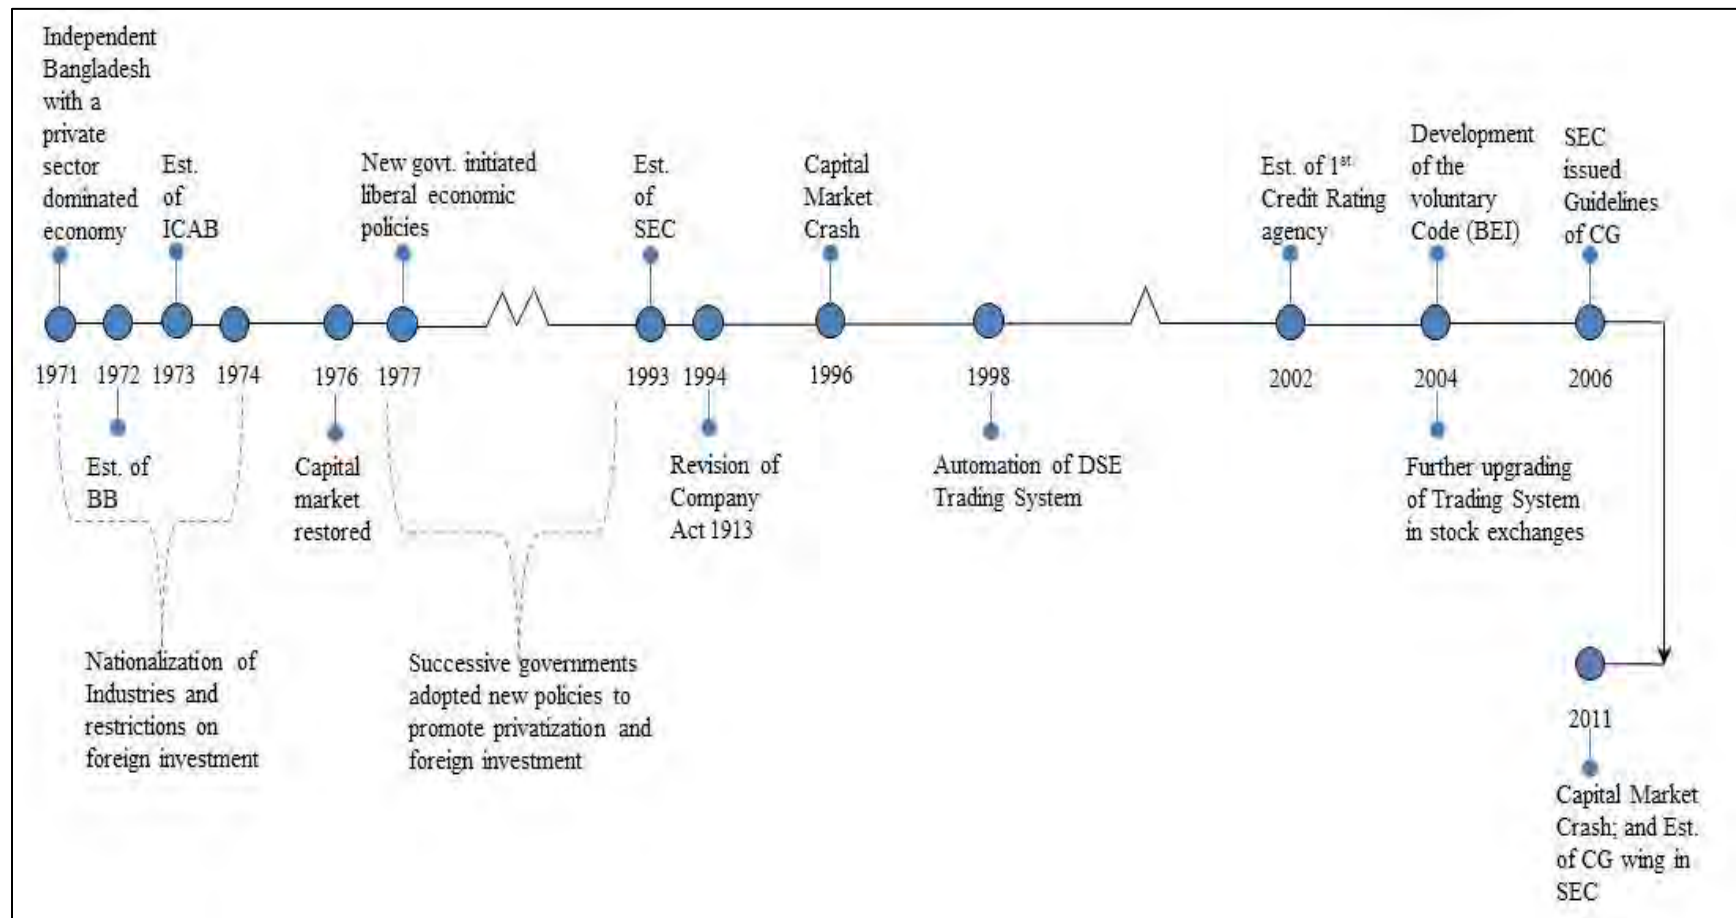 Independent
Bangladesh
with a
private
sector
dominated
economy
Est.
of
ICAB
New govt. initiated
liberal economic
policies
Est.
of
SEC
Capital
Market
Crash
Est. of 1st
Credit Rating
agency
Development
of the
voluntary
Code (BEI)
SEC
issued
Guidelines
of CG
1971 1972 1973 1974 1976 1977 1993 1994 1996 1998 2002 2004 2006
Est. of
BB
Capital
market
restored
Revision of
Company
Act 1913
Automation of DSE
Trading System
Further upgrading
of Trading System
in stock exchanges
Nationalization of
Industries and
restrictions on
foreign investment
Successive governments
adopted new policies to
promote privatization and
foreign investment
2011
Capital Market
Crash; and Est.
of CG wing in
SEC